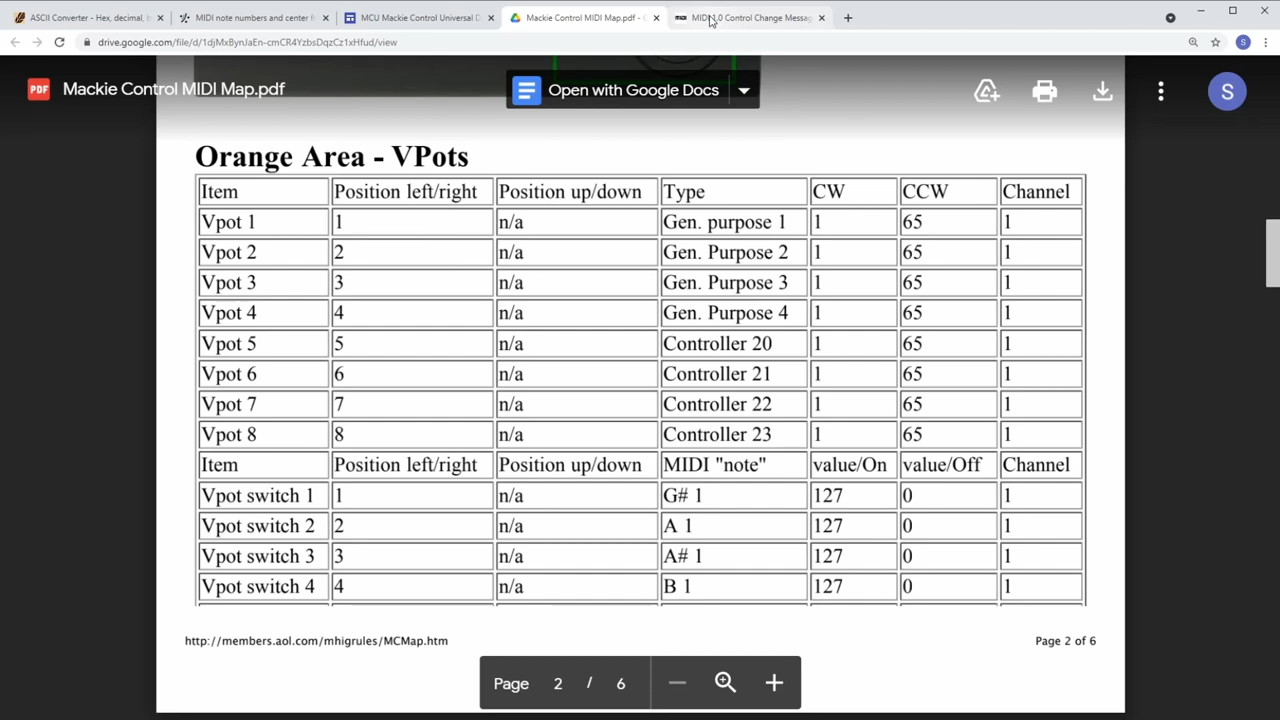 ASCII Converter - Hex, decimal, b
MIDI note numbers and center f
MCU Mackie Control Universal D
Mackie Control MIDI Map.pdf - G
MIDI 1.0 Control Change Messag
drive.google.com/file/d/1djMxBynJaEn-cmCR4YzbsDqzCz1xHfud/view
S
PDF
Mackie Control MIDI Map.pdf
Open with Google Docs
S
Orange Area - VPots
Item Position left/right Position up/down Type CW CCW Channel
Vpot 1 1 n/a Gen. purpose 1 1 65 1
Vpot 2 2 n/a Gen. Purpose 2 1 65 1
Vpot 3 3 n/a Gen. Purpose 3 1 65 1
Vpot 4 4 n/a Gen. Purpose 4 1 65 1
Vpot 5 5 n/a Controller 20 1 65 1
Vpot 6 6 n/a Controller 21 1 65 1
Vpot 7 7 n/a Controller 22 1 65 1
Vpot 8 8 n/a Controller 23 1 65 1
Item Position left/right Position up/down MIDI "note" value/On value/Off Channel
Vpot switch 1 1 n/a G# 1 127 0 1
Vpot switch 2 2 n/a A 1 127 0 1
Vpot switch 3 3 n/a A# 1 127 0 1
Vpot switch 4 4 n/a B 1 127 0 1
http://members.aol.com/mhigrules/MCMap.htm Page 2 of 6
Page 2 / 6